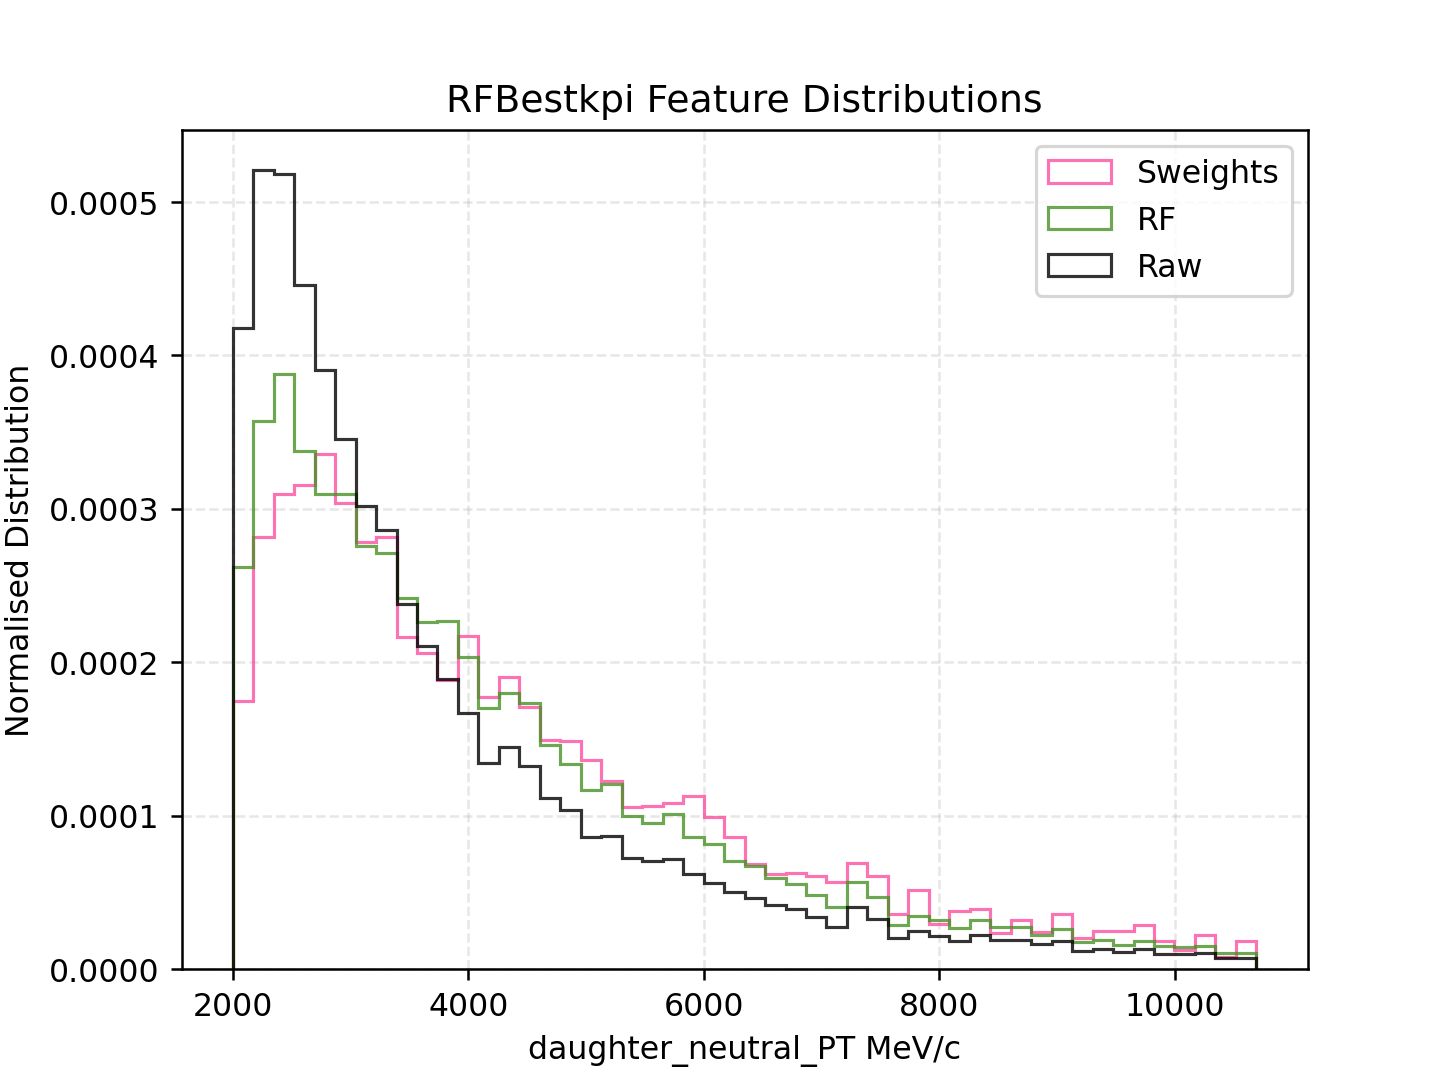 RFBestkpi Feature Distributions
Sweights
RF
Raw
Normalised Distribution
0.0005
0.0004
0.0003
0.0002
0.0001
0.0000
2000 4000 6000 8000 10000
daughter_neutral_PT MeV/c